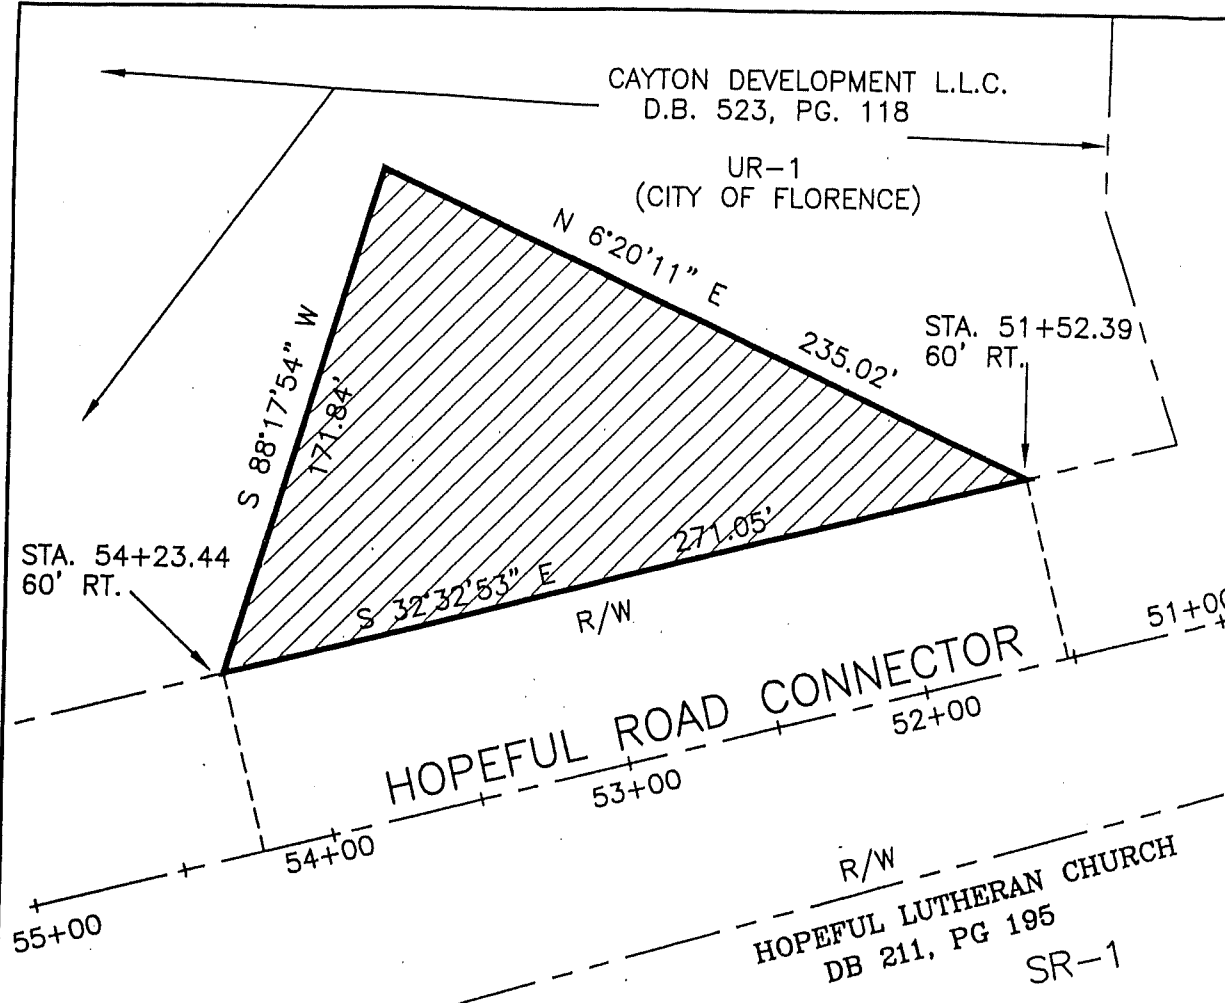 CAYTON DEVELOPMENT L.L.C.
D.B. 523, PG. 118
UR-1
(CITY OF FLORENCE)
N 6°20'11" E
235.02'
STA. 51+52.39
60' RT.
S 88°17'54" W
171.84'
271.05'
S 32°32'53" E
STA. 54+23.44
60' RT.
R/W
HOPEFUL ROAD CONNECTOR
51+00
52+00
53+00
54+00
55+00
R/W
HOPEFUL LUTHERAN CHURCH
DB 211, PG 195
SR-1